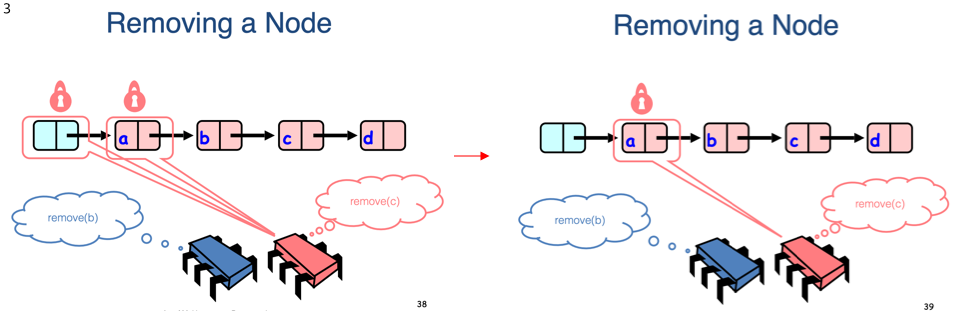 3
Removing a Node
a b c d
remove(b)
remove(c)
38
Removing a Node
a b c d
remove(b)
remove(c)
39